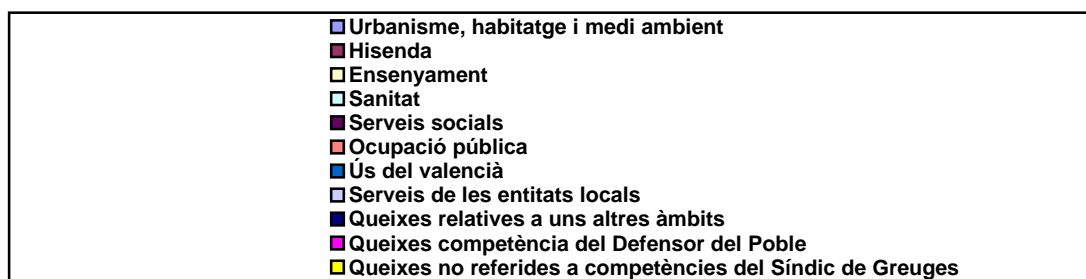 Urbanisme, habitatge i medi ambient
Hisenda
Ensenyament
Sanitat
Serveis socials
Ocupació pública
Ús del valencià
Serveis de les entitats locals
Queixes relatives a uns altres àmbits
Queixes competència del Defensor del Poble
Queixes no referides a competències del Síndic de Greuges